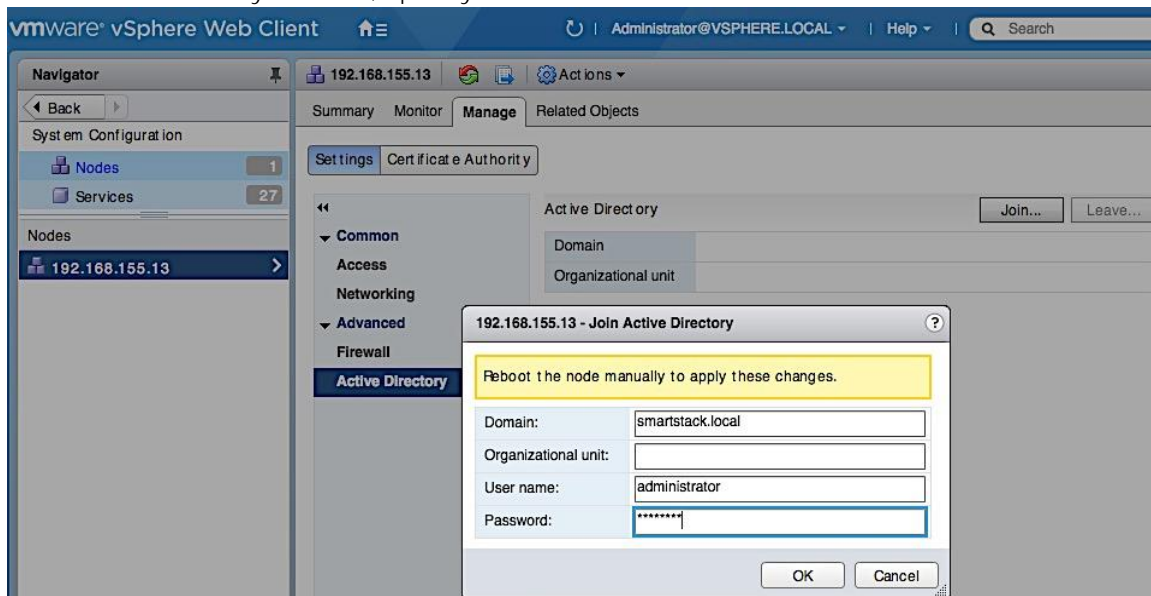 vmware® vSphere Web Client
Administrator@VSPHERE.LOCAL
Help
Search
Navigator
192.168.155.13
Actions
Back
Summary
Monitor
Manage
Related Objects
System Configuration
Nodes
1
Services
27
Settings
Certificate Authority
Active Directory
Join...
Leave...
Nodes
Common
Domain
192.168.155.13
Access
Organizational unit
Networking
Advanced
192.168.155.13 - Join Active Directory
?
Firewall
Reboot the node manually to apply these changes.
Active Directory
Domain:
smartstack.local
Organizational unit:
User name:
administrator
Password:
********
OK
Cancel